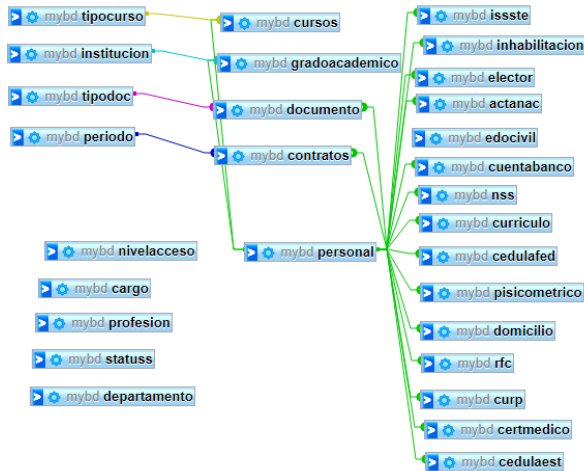 mybd tipocurso
mybd cursos
mybd issste
mybd institucion
mybd gradoacademico
mybd inhabilitacion
mybd elector
mybd tipodoc
mybd documento
mybd actanac
mybd periodo
mybd contratos
mybd edocivil
mybd cuentabanco
mybd nss
mybd curriculo
mybd nivelacceso
mybd personal
mybd cedulafed
mybd cargo
mybd pisicometrico
mybd profesion
mybd domicilio
mybd statuss
mybd rfc
mybd departamento
mybd curp
mybd certmedico
mybd cedulaest